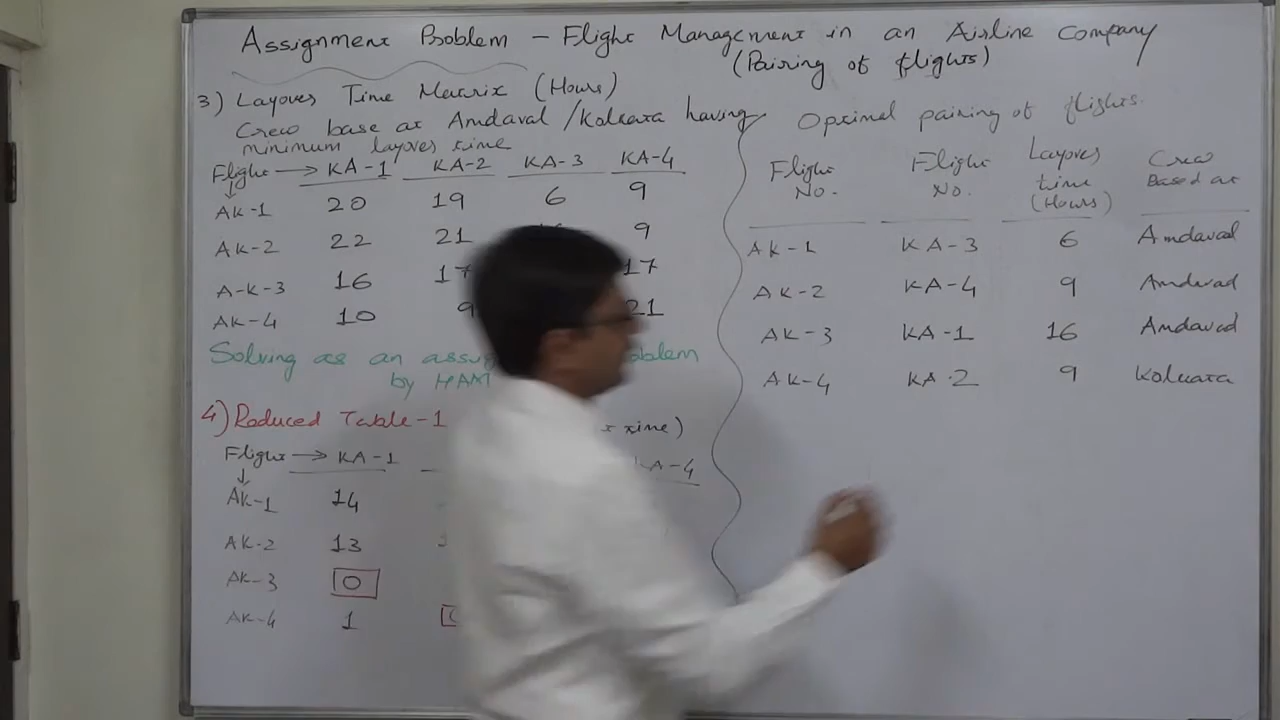 Assignment Problem - Flight Management in an Airline Company
(Pairing of flights)
3) Layover Time Matrix (Hours)
Crew base at Amdavad / Kolkata having
minimum layover time
Flight → KA-1 KA-2 KA-3 KA-4
↓
AK-1 20 19 6 9
AK-2 22 21 9
A-K-3 16 17 17
AK-4 10 9 21
Solving as an
by HAM
4) Reduced Table-1
Flight → KA-1 KA-4
↓
AK-1 14
AK-2 13
AK-3 0
AK-4 1
Optimal pairing of flights.
Flight No. Flight No. Layover time (Hours) Crew Based at
AK-1 KA-3 6 Amdavad
AK-2 KA-4 9 Amdavad
AK-3 KA-1 16 Amdavad
AK-4 KA-2 9 Kolkata